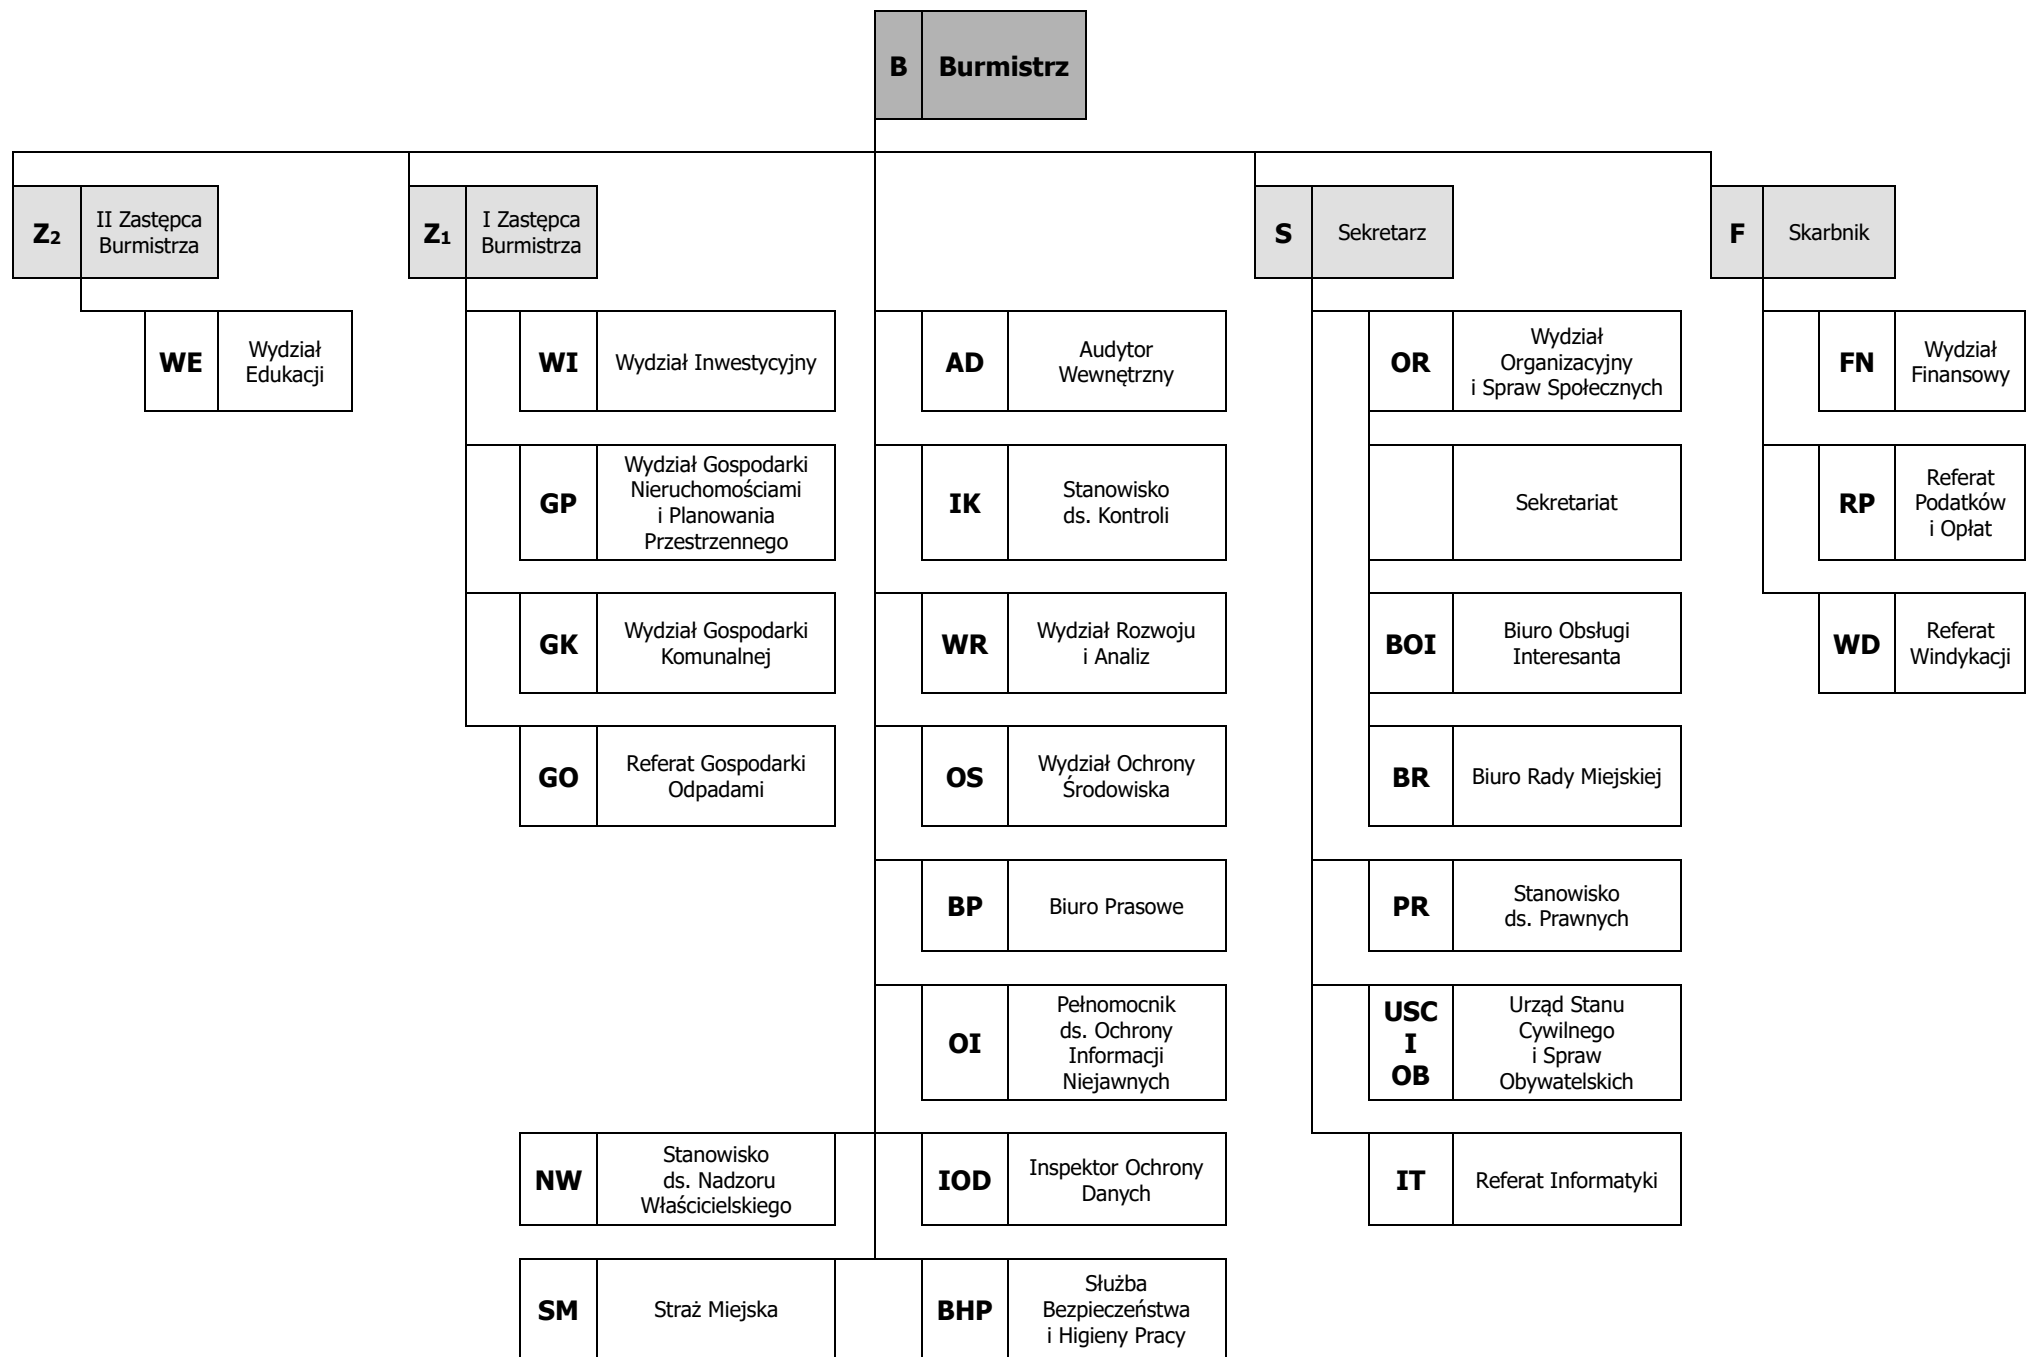 B
Burmistrz
Z2
II Zastępca
Burmistrza
Z1
I Zastępca
Burmistrza
S
Sekretarz
F
Skarbnik
WE
Wydział
Edukacji
WI
Wydział Inwestycyjny
AD
Audytor
Wewnętrzny
OR
Wydział
Organizacyjny
i Spraw Społecznych
FN
Wydział
Finansowy
GP
Wydział Gospodarki
Nieruchomościami
i Planowania
Przestrzennego
IK
Stanowisko
ds. Kontroli
Sekretariat
RP
Referat
Podatków
i Opłat
GK
Wydział Gospodarki
Komunalnej
WR
Wydział Rozwoju
i Analiz
BOI
Biuro Obsługi
Interesanta
WD
Referat
Windykacji
GO
Referat Gospodarki
Odpadami
OS
Wydział Ochrony
Środowiska
BR
Biuro Rady Miejskiej
BP
Biuro Prasowe
PR
Stanowisko
ds. Prawnych
OI
Pełnomocnik
ds. Ochrony
Informacji
Niejawnych
USC
I
OB
Urząd Stanu
Cywilnego
i Spraw
Obywatelskich
NW
Stanowisko
ds. Nadzoru
Właścicielskiego
IOD
Inspektor Ochrony
Danych
IT
Referat Informatyki
SM
Straż Miejska
BHP
Służba
Bezpieczeństwa
i Higieny Pracy